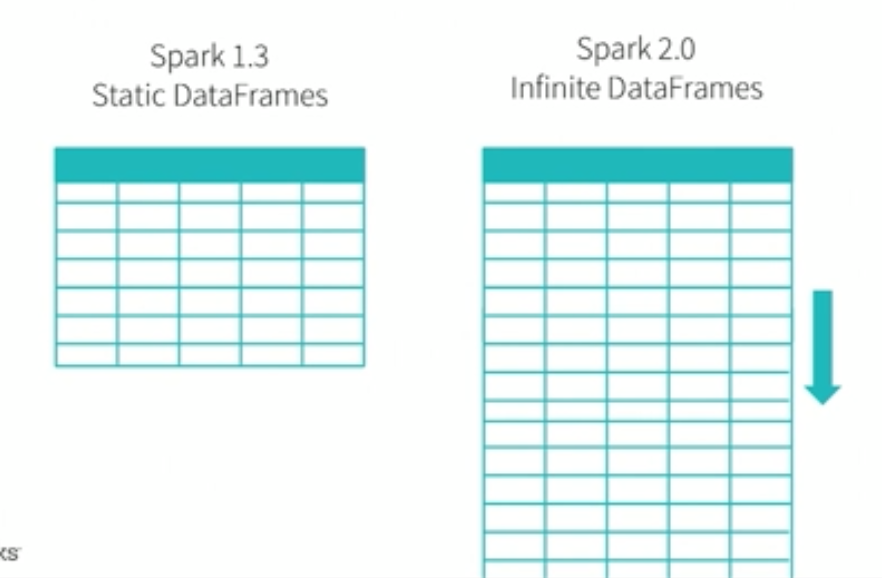 Spark 1.3
Static DataFrames
Spark 2.0
Infinite DataFrames